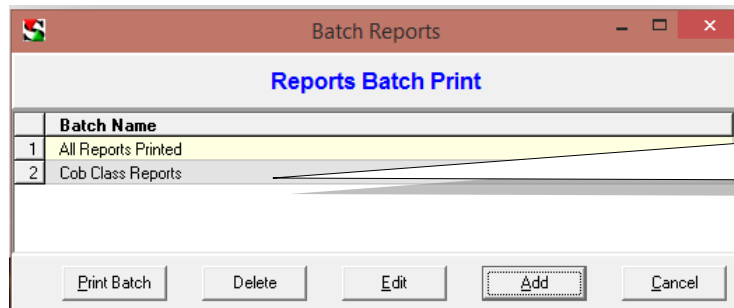 Batch Reports
Reports Batch Print
Batch Name
1 All Reports Printed
2 Cob Class Reports
Print Batch Delete Edit Add Cancel